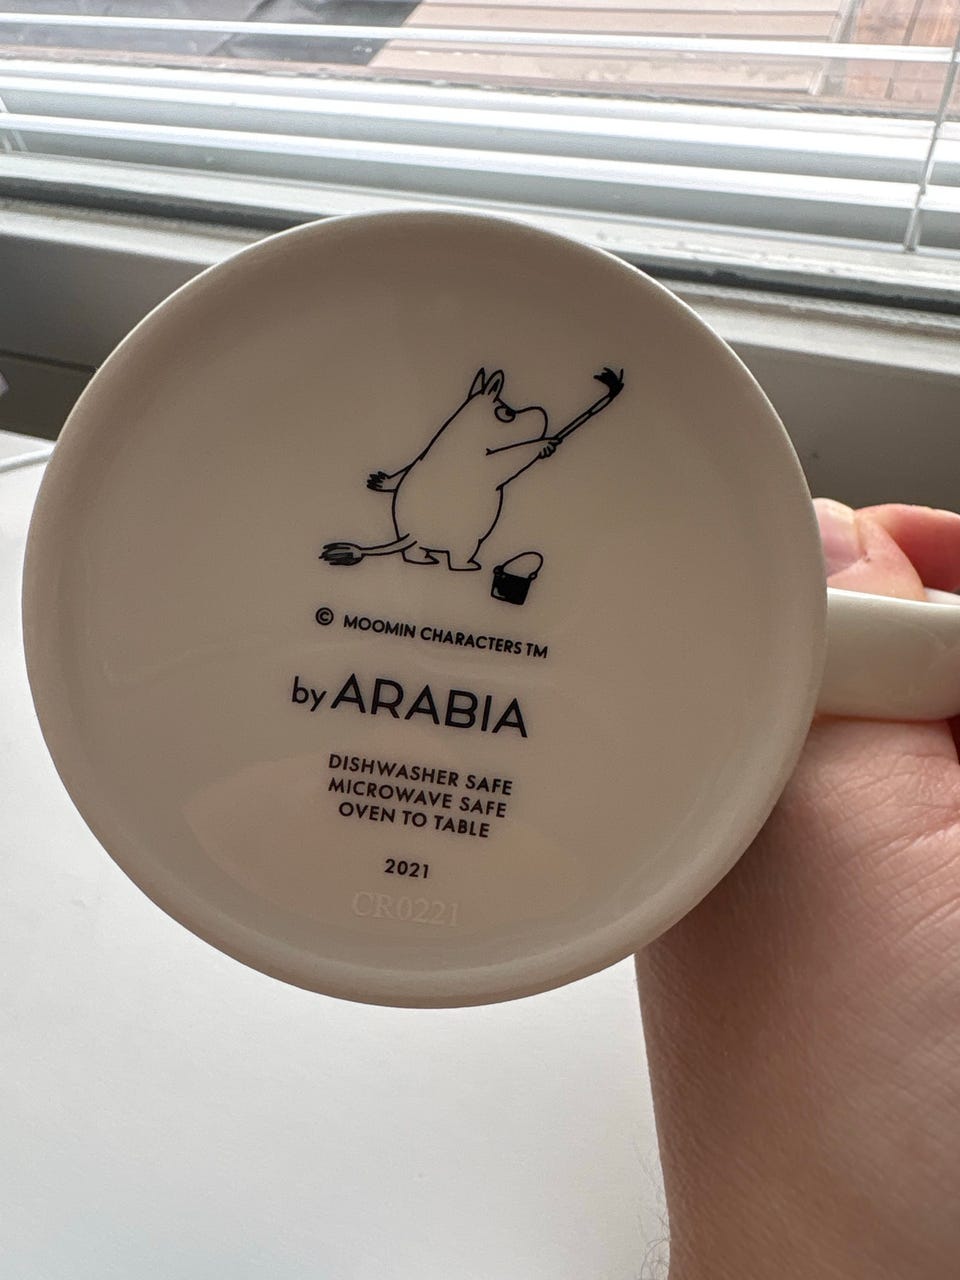 © MOOMIN CHARACTERS TM
by ARABIA
DISHWASHER SAFE
MICROWAVE SAFE
OVEN TO TABLE
2021
CR0221